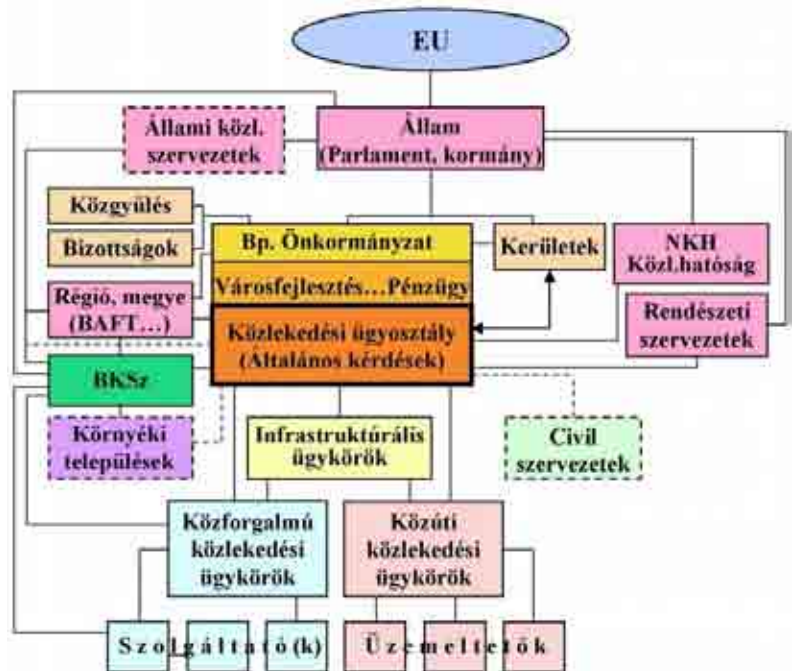 EU
Állami közl.
szervezetek
Állam
(Parlament, kormány)
Közgyülés
Bizottságok
Bp. Önkormányzat
Kerületek
NKH
Közl.hatóság
Városfejlesztés…Pénzügy
Régió, megye
(BAFT…)
Közlekedési ügyosztály
(Általános kérdések)
Rendészeti
szervezetek
BKSz
Környéki
települések
Infrastruktúrális
ügykörök
Civil
szervezetek
Közforgalmú
közlekedési
ügykörök
Közúti
közlekedési
ügykörök
Szolgáltató(k)
Üzemeltetők